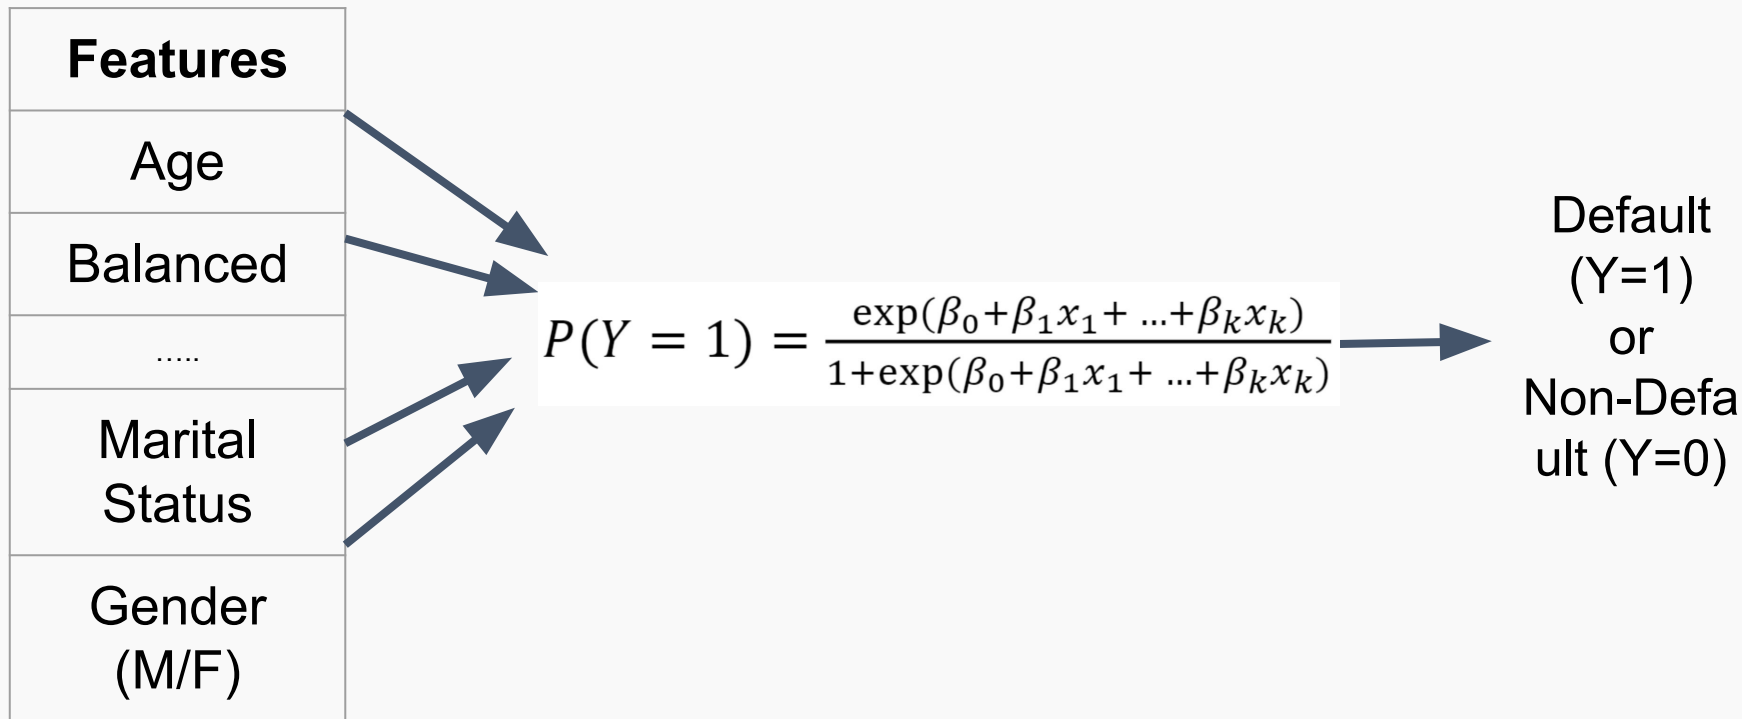 Features
Age
Balanced
.....
Marital
Status
Gender
(M/F)
P(Y = 1) = exp(β₀+β₁x₁+ ...+βₖxₖ) / 1+exp(β₀+β₁x₁+ ...+βₖxₖ)
Default
(Y=1)
or
Non-Defa
ult (Y=0)